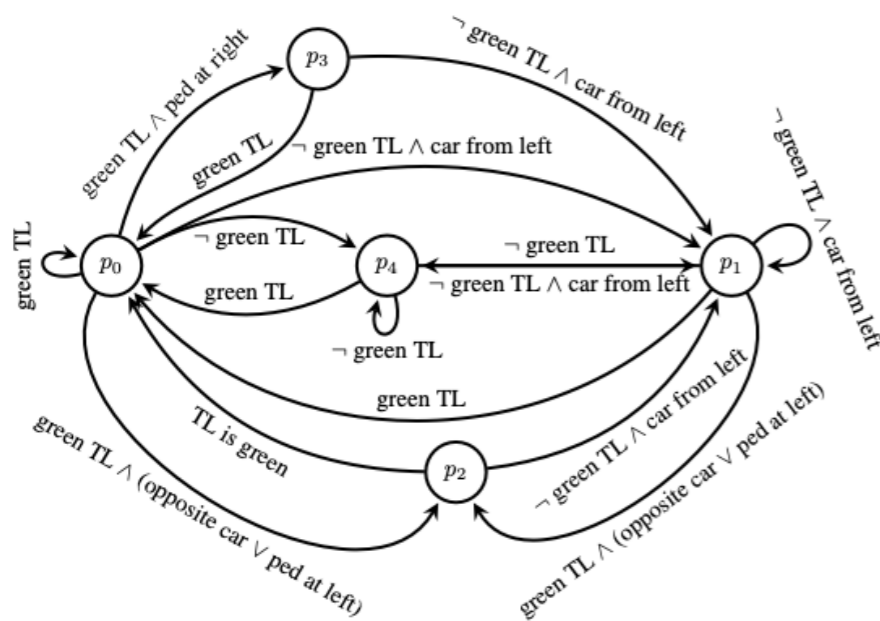 ¬ green TL ∧ car from left
p₃
green TL ∧ ped at right
green TL
¬ green TL ∧ car from left
¬ green TL ∧ car from left
green TL
p₀
¬ green TL
p₄
¬ green TL
¬ green TL ∧ car from left
p₁
green TL
¬ green TL
green TL
TL is green
p₂
¬ green TL ∧ car from left
green TL ∧ (opposite car ∨ ped at left)
green TL ∧ (opposite car ∨ ped at left)